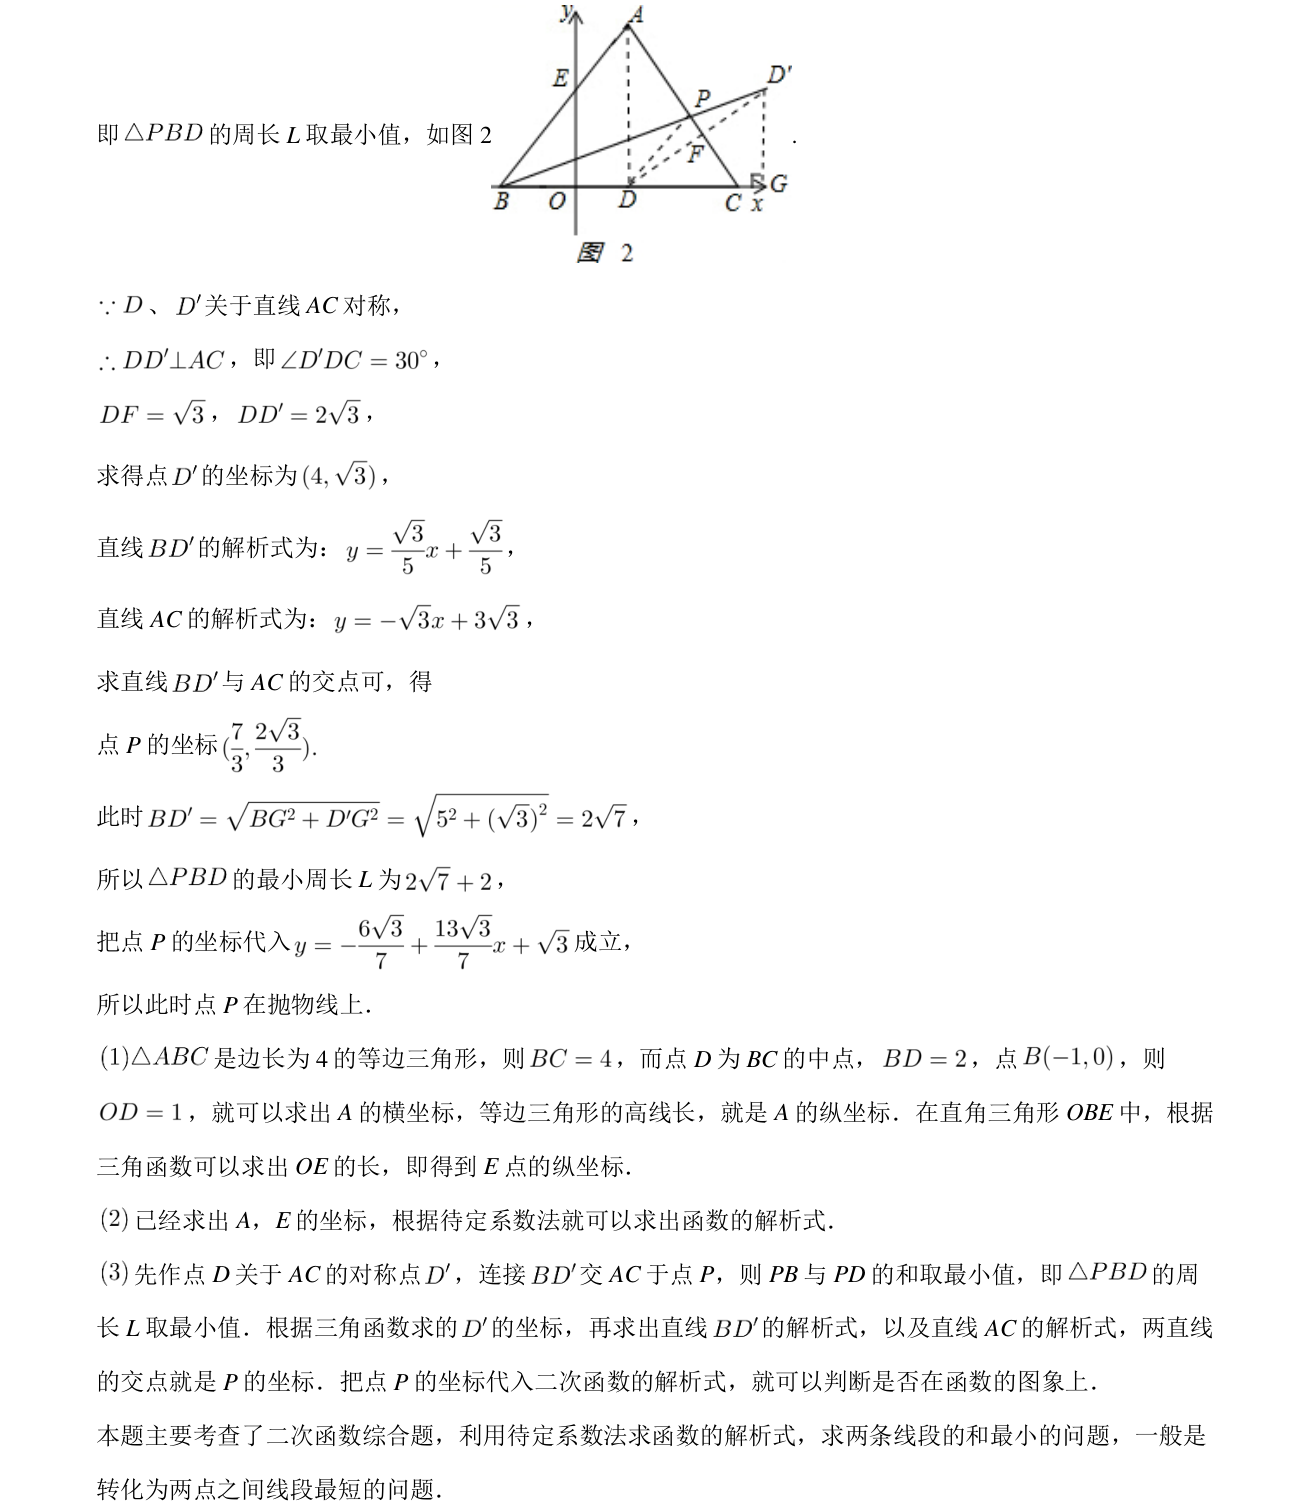 y A
E D′
P
即△PBD的周长L取最小值，如图2 .
F
B O D C x G
图 2
∵D、D′关于直线AC对称，
∴DD′⊥AC，即∠D′DC = 30°，
DF = √3，DD′ = 2√3，
求得点D′的坐标为(4, √3)，
直线BD′的解析式为：y = √3/5 x + √3/5，
直线AC的解析式为：y = −√3x + 3√3，
求直线BD′与AC的交点可，得
点P的坐标(7/3, 2√3/3).
此时BD′ = √(BG² + D′G²) = √(5² + (√3)²) = 2√7，
所以△PBD的最小周长L为2√7 + 2，
把点P的坐标代入y = −6√3/7 + 13√3/7 x + √3成立，
所以此时点P在抛物线上．
(1)△ABC是边长为4的等边三角形，则BC = 4，而点D为BC的中点，BD = 2，点B(−1,0)，则
OD = 1，就可以求出A的横坐标，等边三角形的高线长，就是A的纵坐标．在直角三角形OBE中，根据
三角函数可以求出OE的长，即得到E点的纵坐标．
(2)已经求出A，E的坐标，根据待定系数法就可以求出函数的解析式．
(3)先作点D关于AC的对称点D′，连接BD′交AC于点P，则PB与PD的和取最小值，即△PBD的周
长L取最小值．根据三角函数求的D′的坐标，再求出直线BD′的解析式，以及直线AC的解析式，两直线
的交点就是P的坐标．把点P的坐标代入二次函数的解析式，就可以判断是否在函数的图象上．
本题主要考查了二次函数综合题，利用待定系数法求函数的解析式，求两条线段的和最小的问题，一般是
转化为两点之间线段最短的问题．